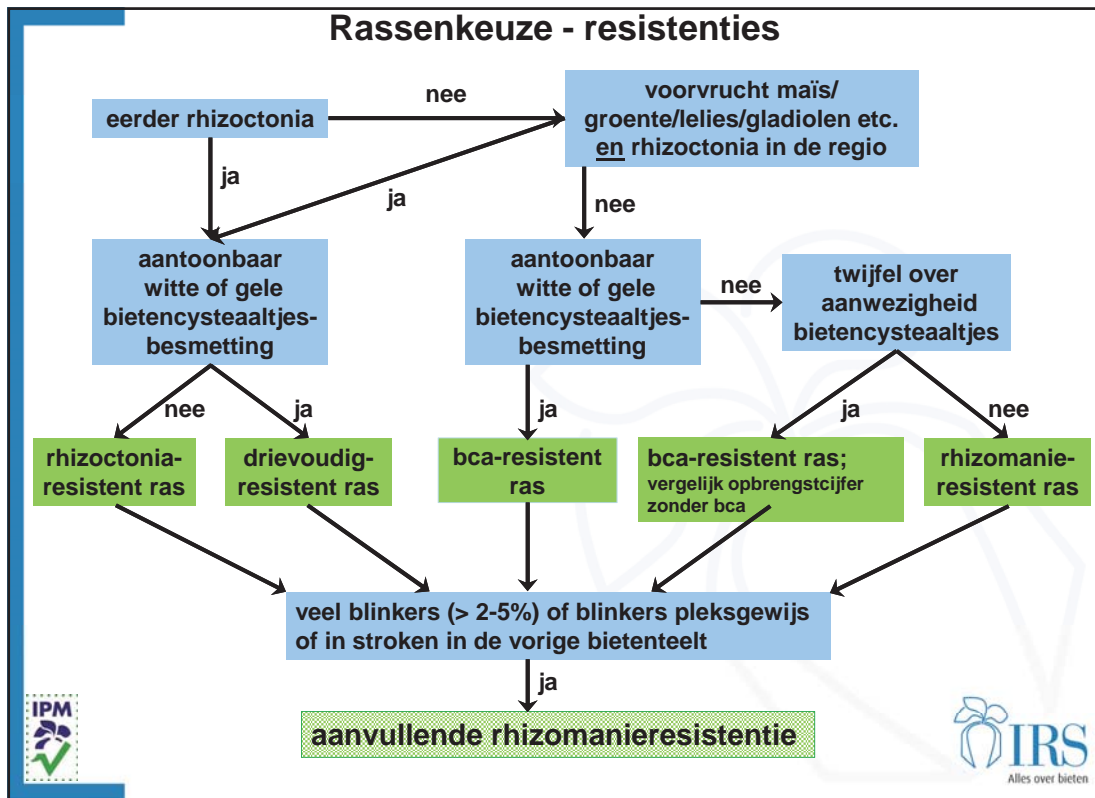 Rassenkeuze - resistenties
eerder rhizoctonia
nee
voorvrucht maïs/
groente/lelies/gladiolen etc.
en rhizoctonia in de regio
ja
ja
nee
aantoonbaar
witte of gele
bietencysteaaltjes-
besmetting
aantoonbaar
witte of gele
bietencysteaaltjes-
besmetting
nee
twijfel over
aanwezigheid
bietencysteaaltjes
nee
ja
ja
ja
nee
rhizoctonia-
resistent ras
drievoudig-
resistent ras
bca-resistent
ras
bca-resistent ras;
vergelijk opbrengstcijfer
zonder bca
rhizomanie-
resistent ras
veel blinkers (> 2-5%) of blinkers pleksgewijs
of in stroken in de vorige bietenteelt
ja
aanvullende rhizomanieresistentie
IPM
IRS
Alles over bieten